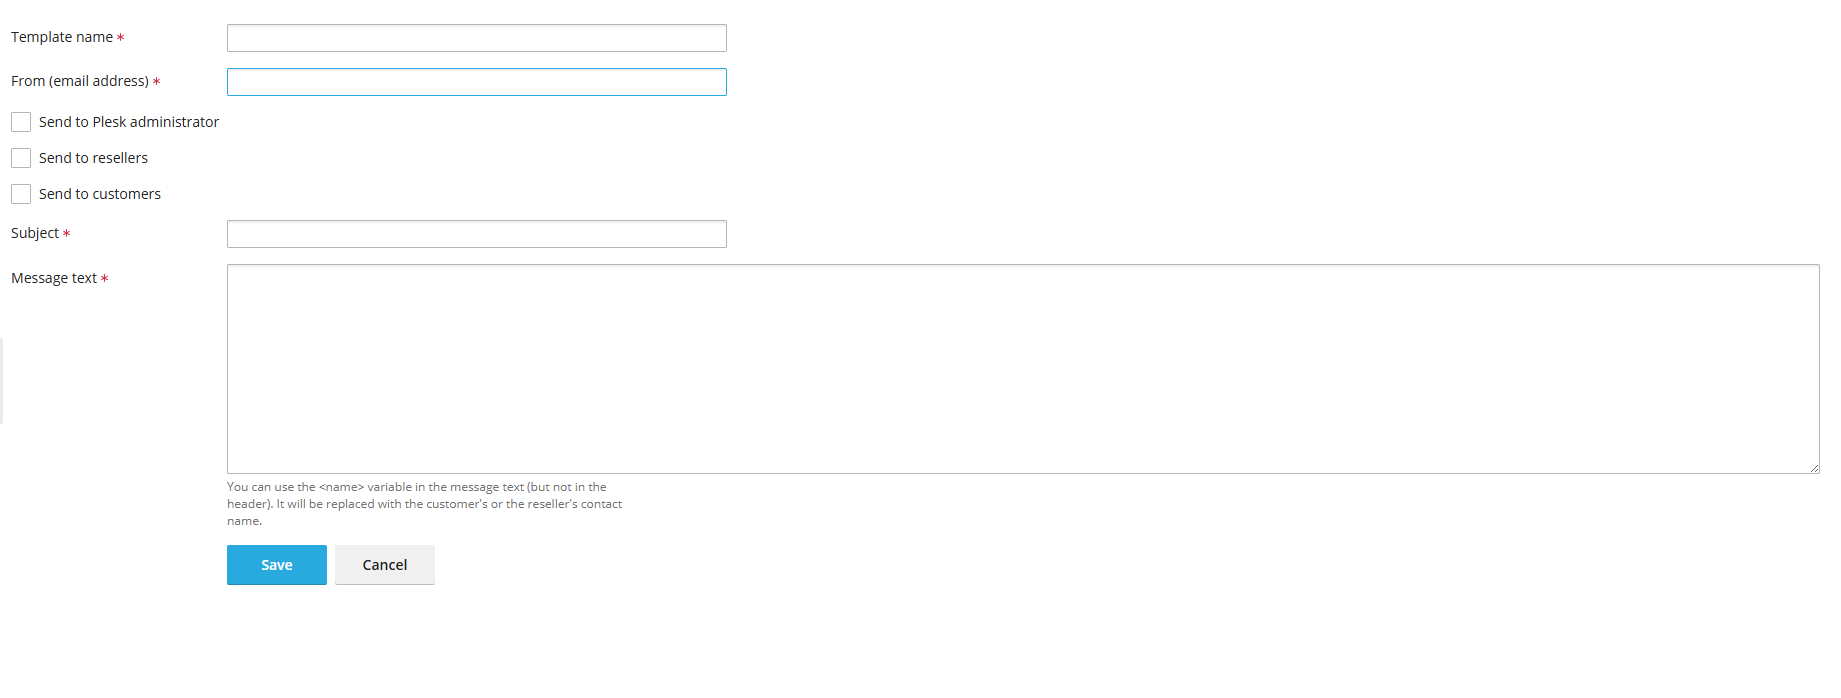 Template name *
From (email address) *
Send to Plesk administrator
Send to resellers
Send to customers
Subject *
Message text *
You can use the <name> variable in the message text (but not in the
header). It will be replaced with the customer's or the reseller's contact
name.
Save
Cancel